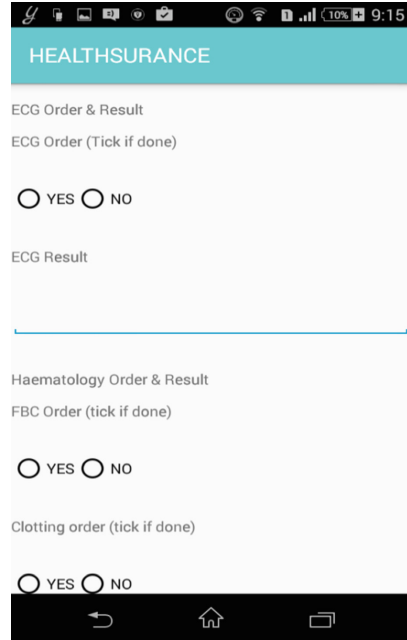 10% 9:15
HEALTHSURANCE
ECG Order & Result
ECG Order (Tick if done)
YES NO
ECG Result
Haematology Order & Result
FBC Order (tick if done)
YES NO
Clotting order (tick if done)
YES NO